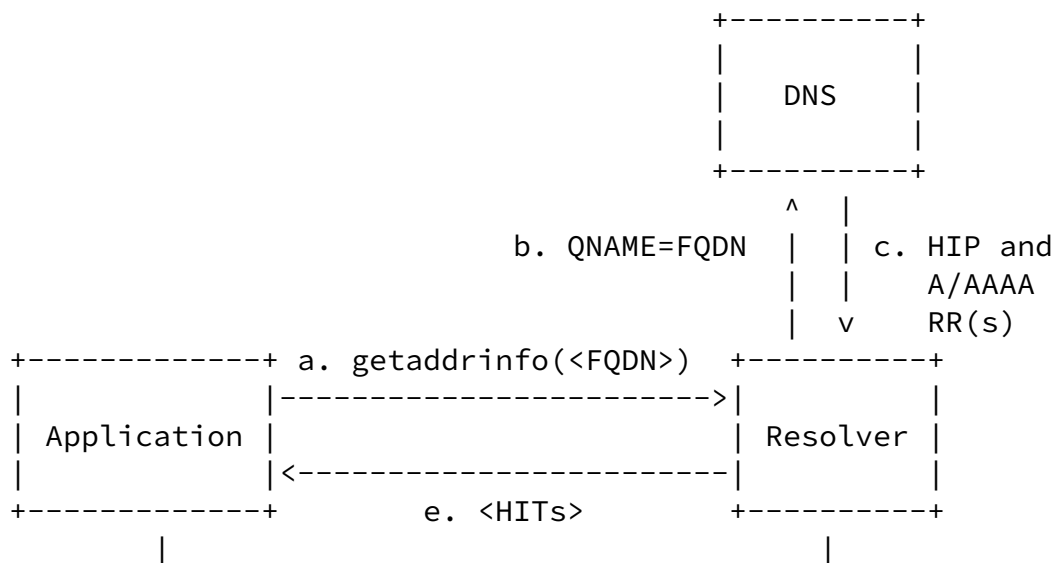 DNS
b. QNAME=FQDN
c. HIP and
A/AAAA
RR(s)
a. getaddrinfo(<FQDN>)
Application
Resolver
e. <HITs>